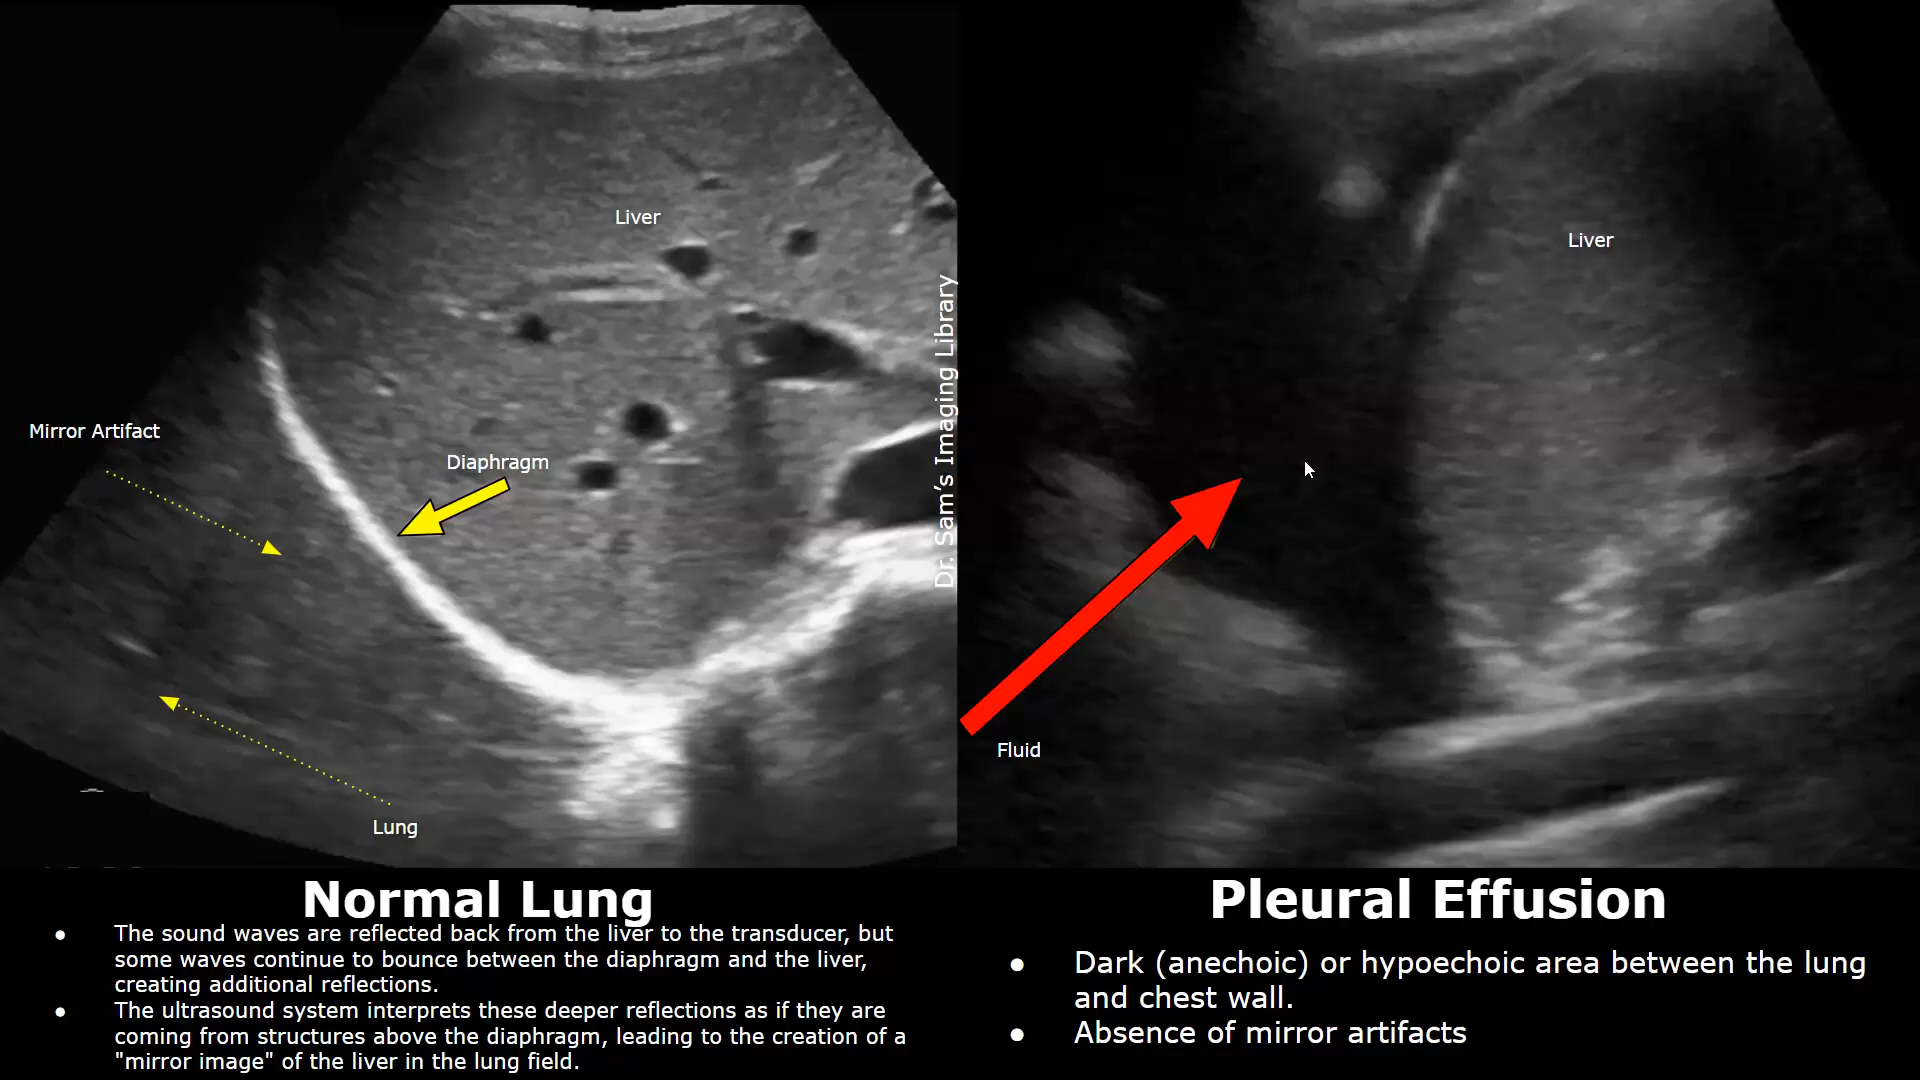 Liver
Mirror Artifact
Diaphragm
Lung
Dr. Sam's Imaging Library
Liver
Fluid
Normal Lung
● The sound waves are reflected back from the liver to the transducer, but
some waves continue to bounce between the diaphragm and the liver,
creating additional reflections.
● The ultrasound system interprets these deeper reflections as if they are
coming from structures above the diaphragm, leading to the creation of a
"mirror image" of the liver in the lung field.
Pleural Effusion
● Dark (anechoic) or hypoechoic area between the lung
and chest wall.
● Absence of mirror artifacts